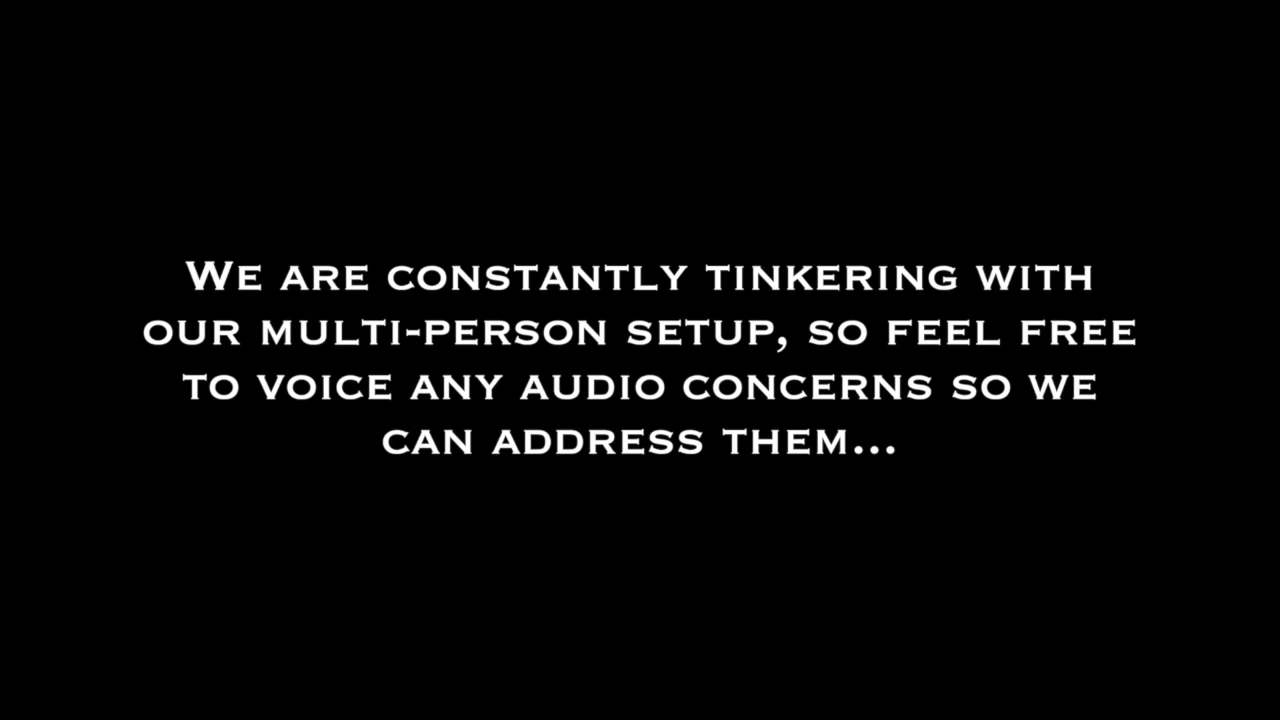 We are constantly tinkering with
our multi-person setup, so feel free
to voice any audio concerns so we
can address them...